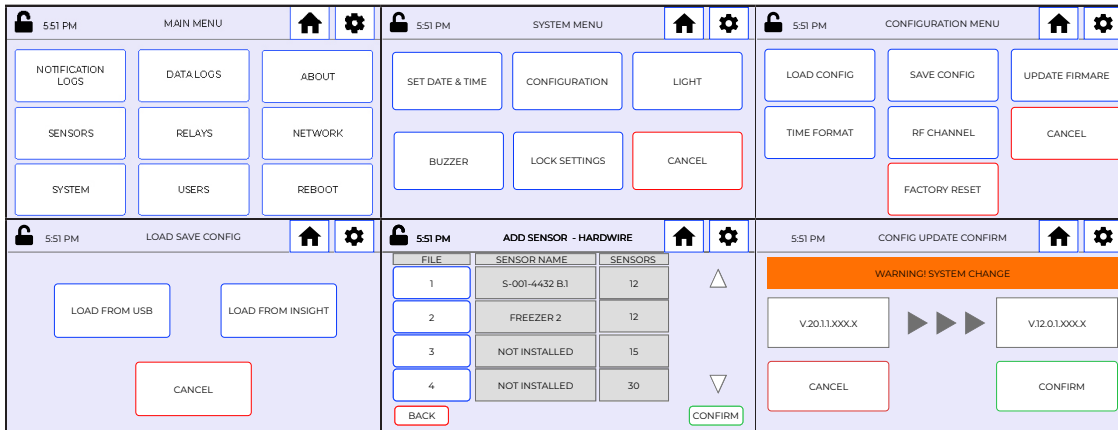 5:51 PM MAIN MENU
NOTIFICATION
LOGS
DATA LOGS
ABOUT
SENSORS
RELAYS
NETWORK
SYSTEM
USERS
REBOOT
5:51 PM SYSTEM MENU
SET DATE & TIME
CONFIGURATION
LIGHT
BUZZER
LOCK SETTINGS
CANCEL
5:51 PM CONFIGURATION MENU
LOAD CONFIG
SAVE CONFIG
UPDATE FIRMARE
TIME FORMAT
RF CHANNEL
CANCEL
FACTORY RESET
5:51 PM LOAD SAVE CONFIG
LOAD FROM USB
LOAD FROM INSIGHT
CANCEL
5:51 PM ADD SENSOR - HARDWIRE
FILE SENSOR NAME SENSORS
1 S-001-4432 B.1 12
2 FREEZER 2 12
3 NOT INSTALLED 15
4 NOT INSTALLED 30
BACK
CONFIRM
5:51 PM CONFIG UPDATE CONFIRM
WARNING! SYSTEM CHANGE
V.20.1.1.XXX.X
V.12.0.1.XXX.X
CANCEL
CONFIRM